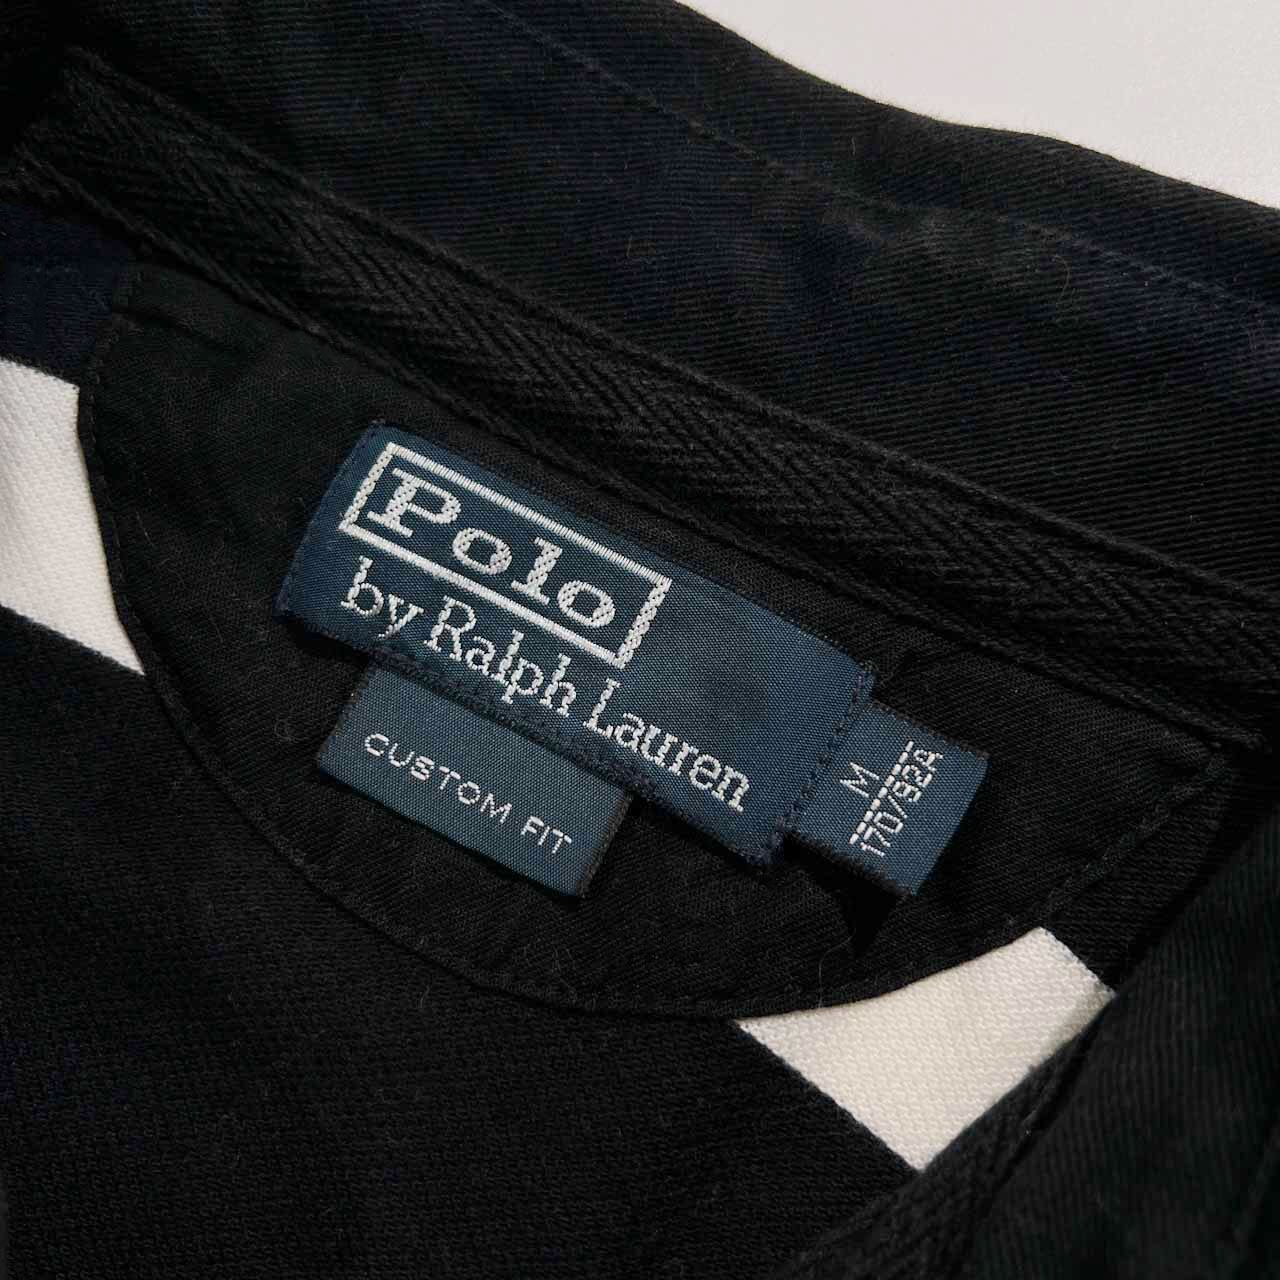 Polo
by Ralph Lauren
CUSTOM FIT
M
170/92A